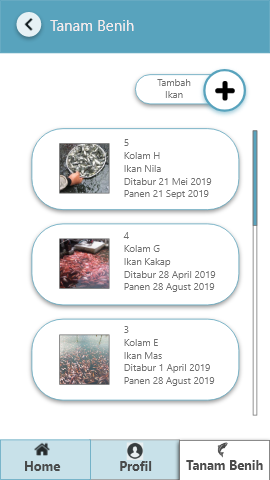 Tanam Benih
Tambah
Ikan
5
Kolam H
Ikan Nila
Ditabur 21 Mei 2019
Panen 21 Sept 2019
4
Kolam G
Ikan Kakap
Ditabur 28 April 2019
Panen 28 Agust 2019
3
Kolam E
Ikan Mas
Ditabur 1 April 2019
Panen 28 Agust 2019
Home
Profil
Tanam Benih